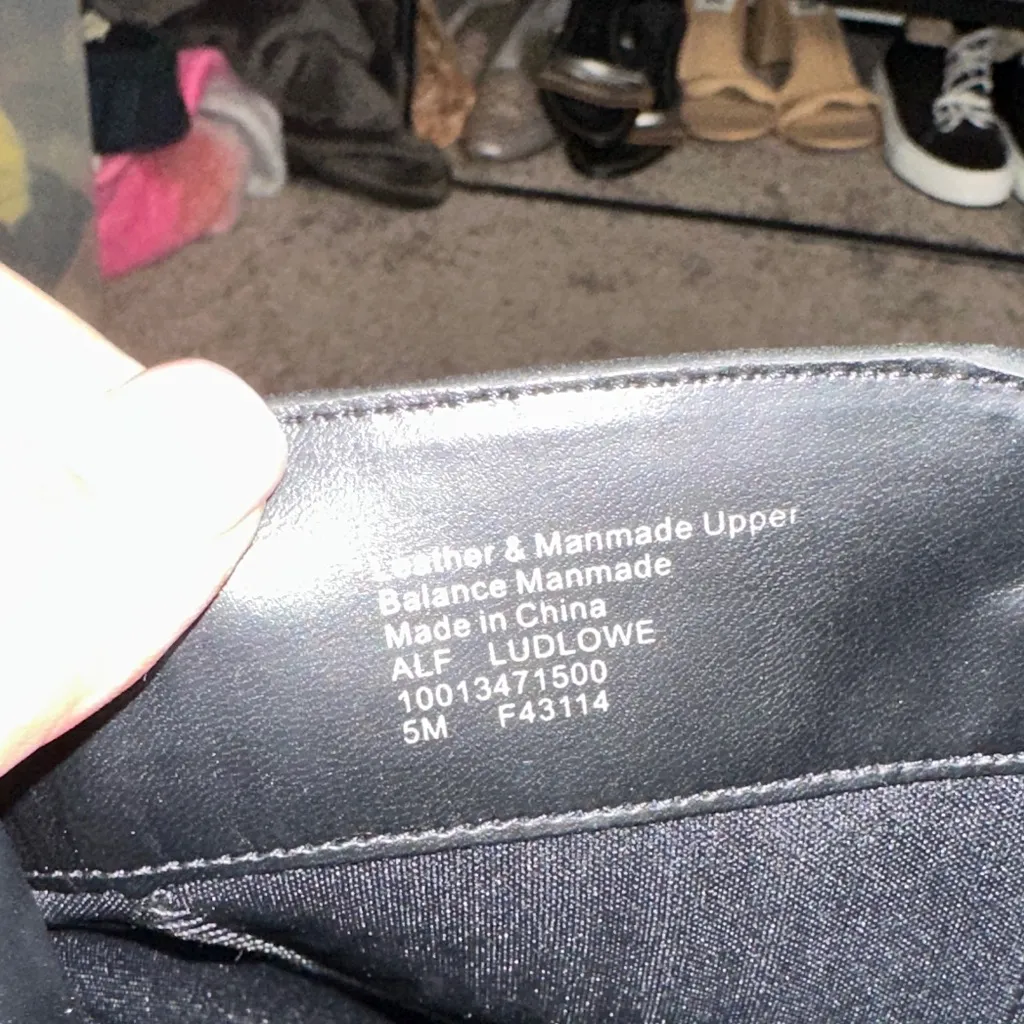 Leather & Manmade Upper
Balance Manmade
Made in China
ALF LUDLOWE
10013471500
5M F43114